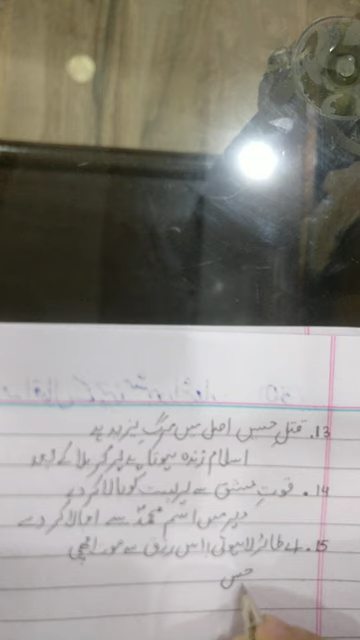 13. قتلِ حسین اصل میں مرگِ یزید ہے
اسلام زندہ ہوتا ہے ہر کربلا کے بعد
14. قوتِ عشق سے ہر پست کو بالا کر دے
دہر میں اسمِ محمدؐ سے اجالا کر دے
15. اے طائرِ لاہوتی! اس رزق سے موت اچھی
جس